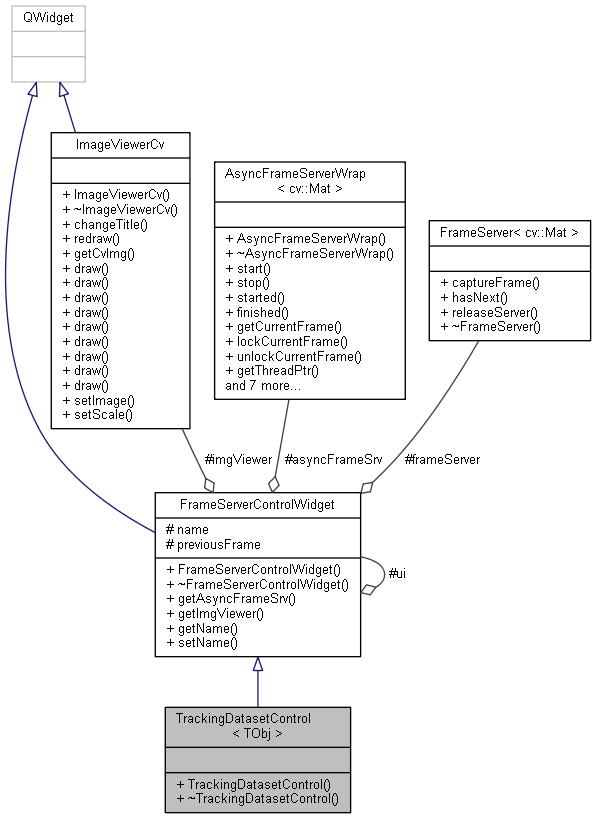 QWidget
ImageViewerCv
+ ImageViewerCv()
+ ~ImageViewerCv()
+ changeTitle()
+ redraw()
+ getCvImg()
+ draw()
+ draw()
+ draw()
+ draw()
+ draw()
+ draw()
+ draw()
+ draw()
+ draw()
+ setImage()
+ setScale()
AsyncFrameServerWrap
< cv::Mat >
+ AsyncFrameServerWrap()
+ ~AsyncFrameServerWrap()
+ start()
+ stop()
+ started()
+ finished()
+ getCurrentFrame()
+ lockCurrentFrame()
+ unlockCurrentFrame()
+ getThreadPtr()
and 7 more...
FrameServer< cv::Mat >
+ captureFrame()
+ hasNext()
+ releaseServer()
+ ~FrameServer()
#imgViewer
#asyncFrameSrv
#frameServer
FrameServerControlWidget
# name
# previousFrame
+ FrameServerControlWidget()
+ ~FrameServerControlWidget()
+ getAsyncFrameSrv()
+ getImgViewer()
+ getName()
+ setName()
#ui
TrackingDatasetControl
< TObj >
+ TrackingDatasetControl()
+ ~TrackingDatasetControl()